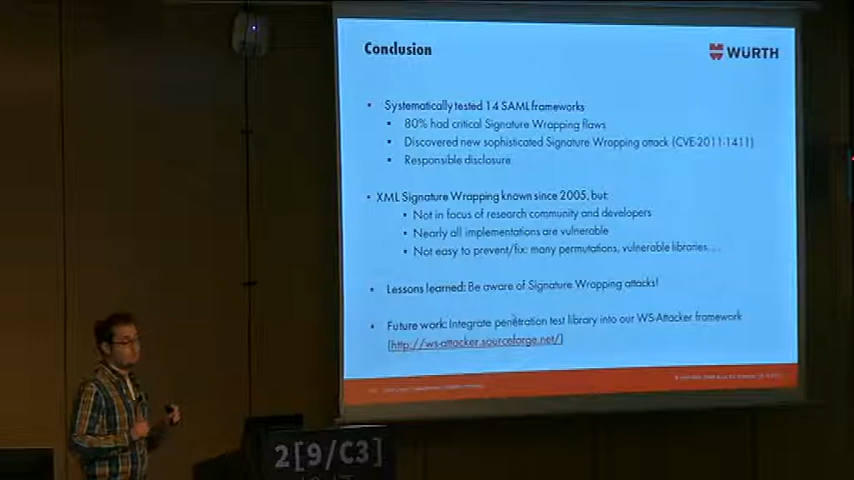 Conclusion
WÜRTH
Systematically tested 14 SAML frameworks
80% had critical Signature Wrapping flaws
Discovered new sophisticated Signature Wrapping attack (CVE-2011-1411)
Responsible disclosure
XML Signature Wrapping known since 2005, but:
Not in focus of research community and developers
Nearly all implementations are vulnerable
Not easy to prevent/fix: many permutations, vulnerable libraries...
Lessons learned: Be aware of Signature Wrapping attacks!
Future work: Integrate penetration test library into our WS-Attacker framework
(http://ws-attacker.sourceforge.net/)
2[9/C3]